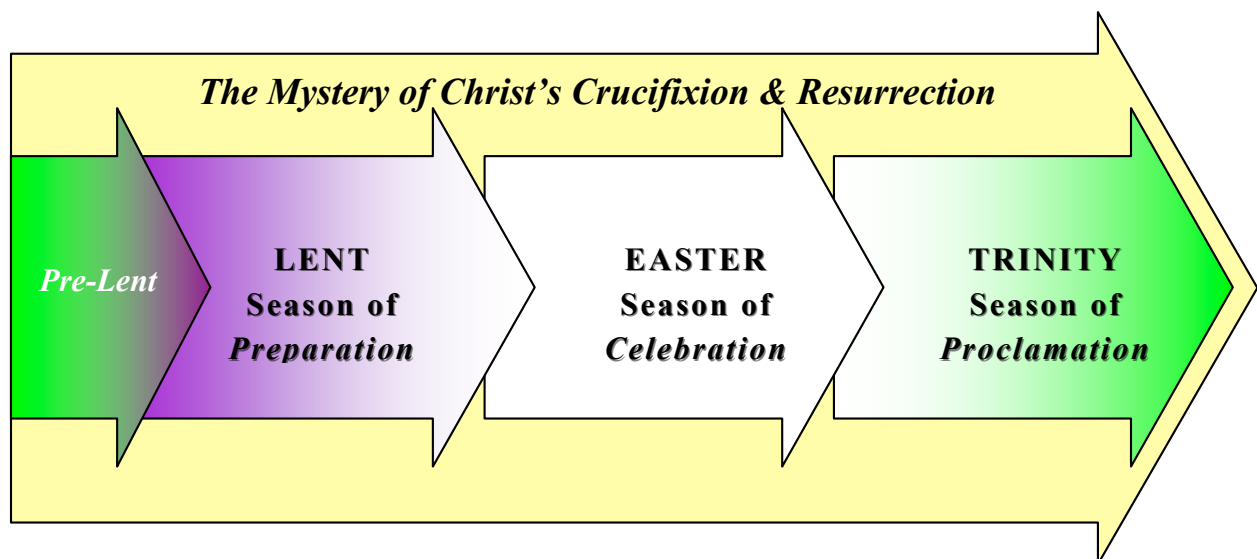 The Mystery of Christ's Crucifixion & Resurrection
Pre-Lent
LENT
Season of
Preparation
EASTER
Season of
Celebration
TRINITY
Season of
Proclamation